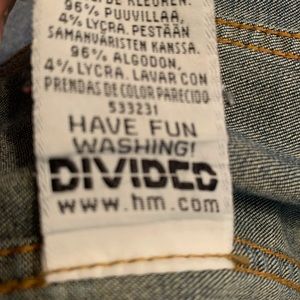 96% PUUVILLAA,
4% LYCRA. PESTÄÄN
SAMANVÄRISTEN KANSSA.
96% ALGODON,
4% LYCRA. LAVAR CON
PRENDAS DE COLOR PARECIDO
533231
HAVE FUN
WASHING!
DIVIDED
www.hm.com